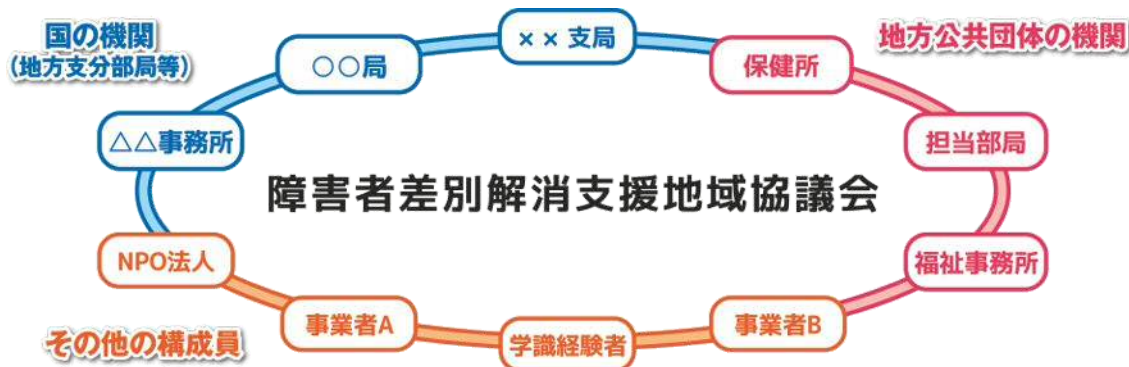 国の機関
(地方支分部局等)
××支局
地方公共団体の機関
○○局
保健所
△△事務所
担当部局
障害者差別解消支援地域協議会
NPO法人
福祉事務所
事業者A
事業者B
学識経験者
その他の構成員